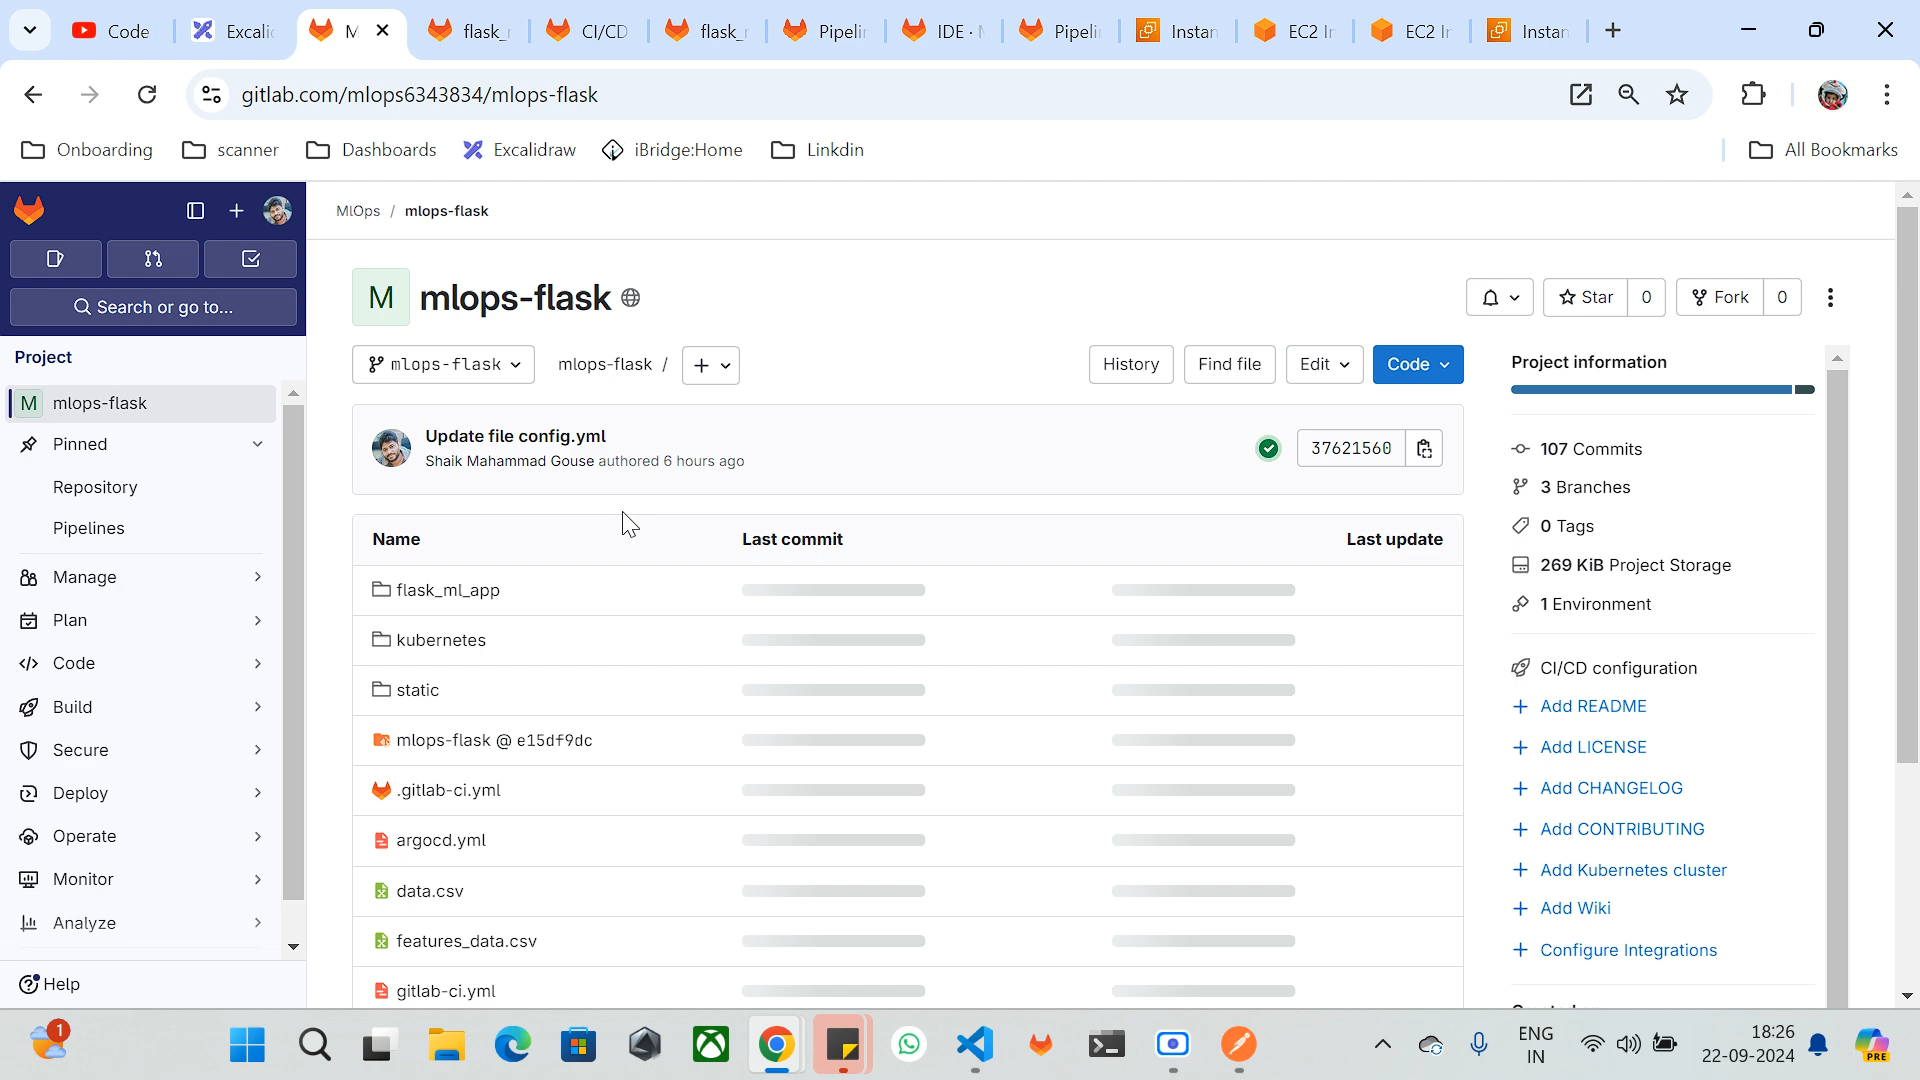 Code
Excali
M
flask_
CI/CD
flask_
Pipeli
IDE ·
Pipeli
Instan
EC2 In
EC2 In
Instan
gitlab.com/mlops6343834/mlops-flask
Onboarding
scanner
Dashboards
Excalidraw
iBridge:Home
Linkdin
All Bookmarks
Search or go to...
Project
M mlops-flask
Pinned
Repository
Pipelines
Manage
Plan
Code
Build
Secure
Deploy
Operate
Monitor
Analyze
Help
MlOps / mlops-flask
M mlops-flask
Star 0
Fork 0
mlops-flask
mlops-flask /
History
Find file
Edit
Code
Update file config.yml
Shaik Mahammad Gouse authored 6 hours ago
37621560
Name Last commit Last update
flask_ml_app
kubernetes
static
mlops-flask @ e15df9dc
.gitlab-ci.yml
argocd.yml
data.csv
features_data.csv
gitlab-ci.yml
Project information
107 Commits
3 Branches
0 Tags
269 KiB Project Storage
1 Environment
CI/CD configuration
Add README
Add LICENSE
Add CHANGELOG
Add CONTRIBUTING
Add Kubernetes cluster
Add Wiki
Configure Integrations
1
ENG
IN
18:26
22-09-2024
PRE